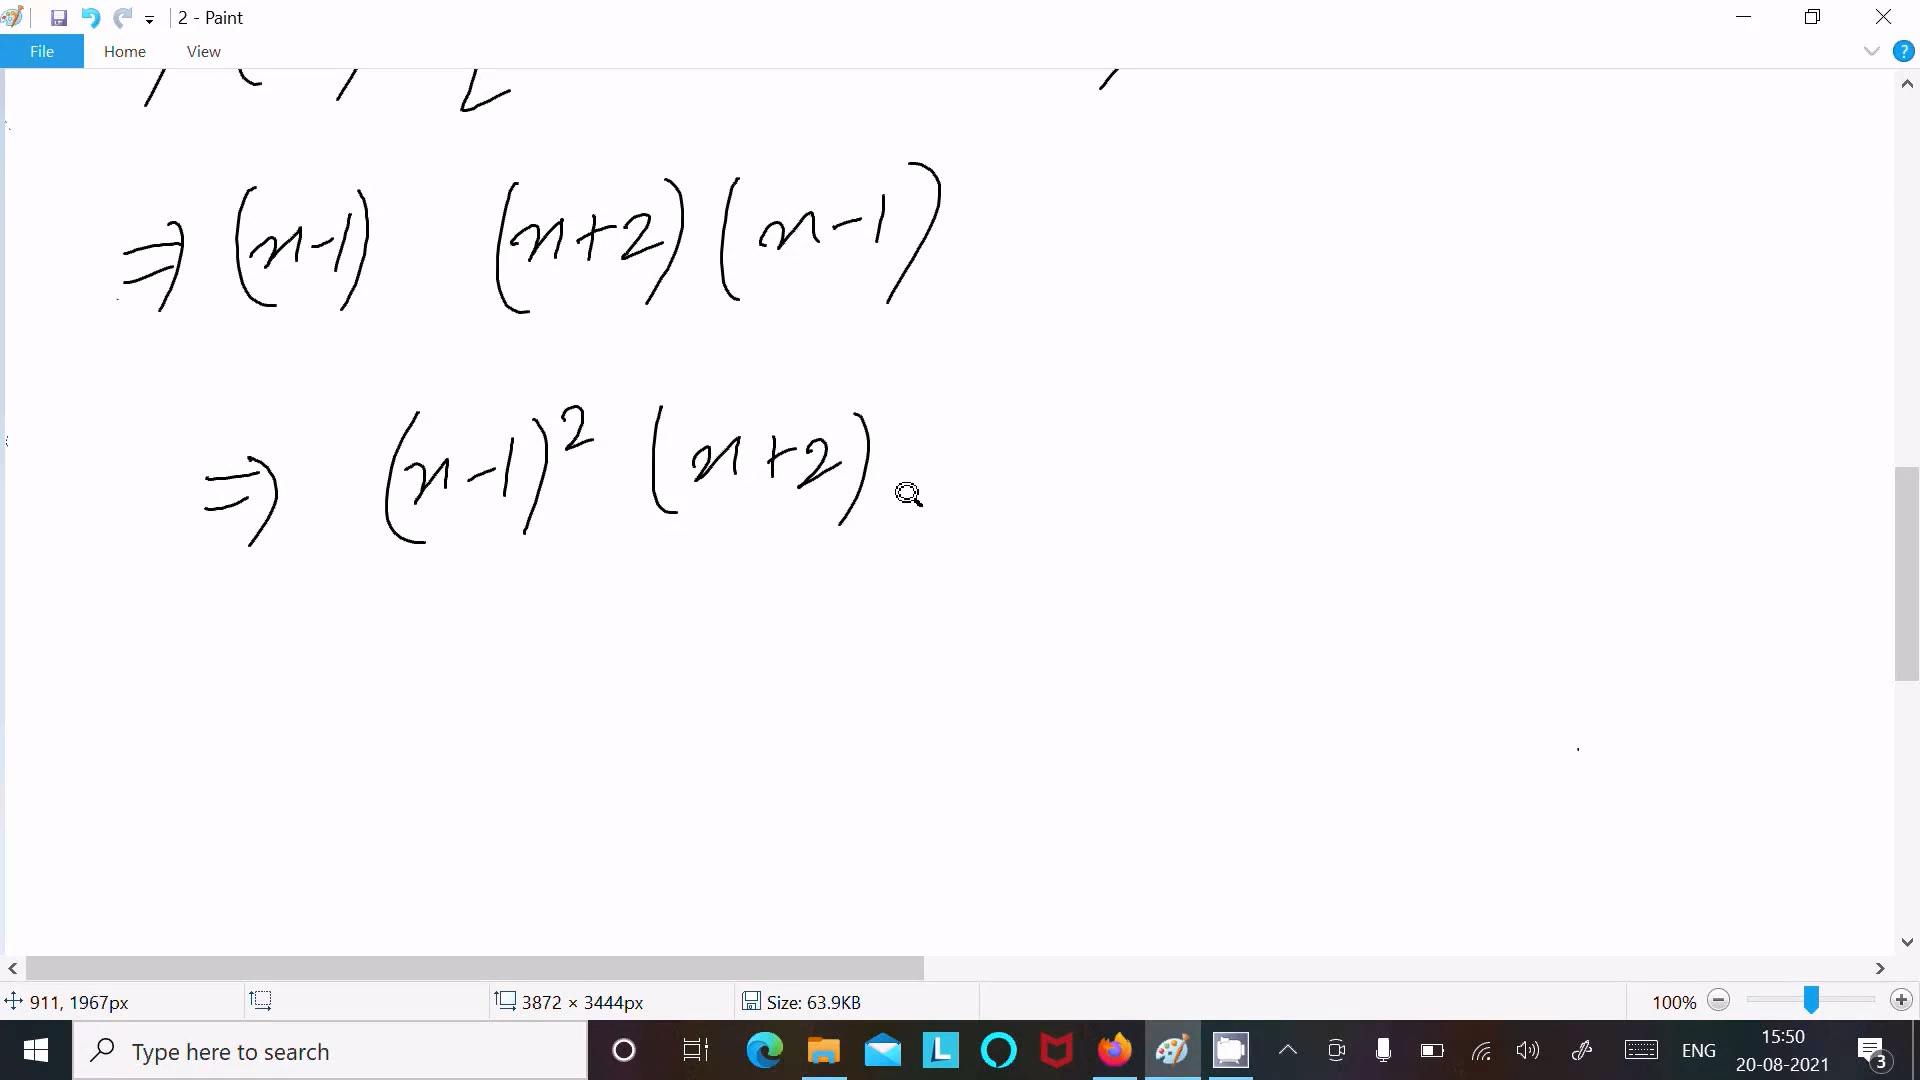 2 - Paint
File Home View
⇒ (x-1) (x+2) (x-1)
⇒ (x-1)² (x+2)
911, 1967px 3872 × 3444px Size: 63.9KB 100%
Type here to search ENG 15:50
20-08-2021 3